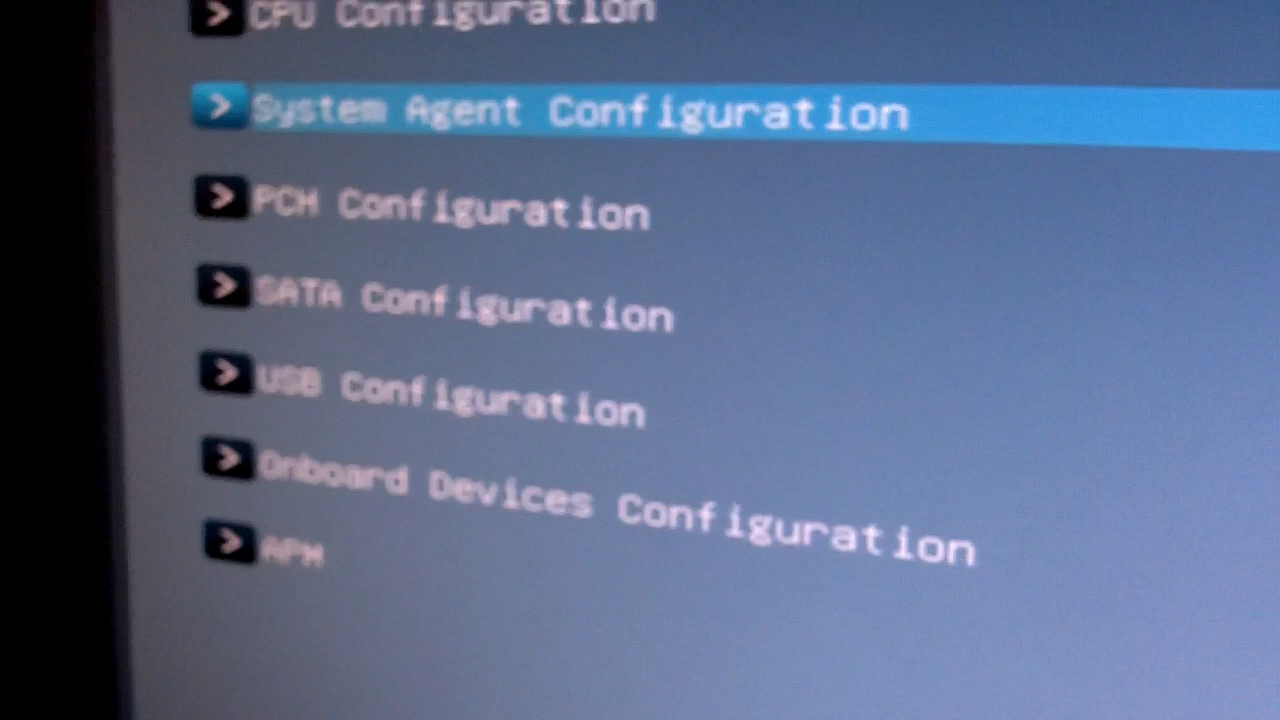 CPU Configuration
System Agent Configuration
PCH Configuration
SATA Configuration
USB Configuration
Onboard Devices Configuration
APM